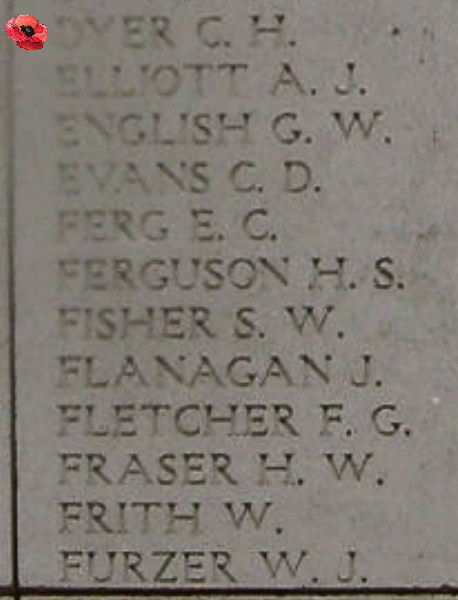 DYER C. H.
ELLIOTT A. J.
ENGLISH G. W.
EVANS C. D.
FERG E. C.
FERGUSON H. S.
FISHER S. W.
FLANAGAN J.
FLETCHER F. G.
FRASER H. W.
FRITH W.
FURZER W. J.